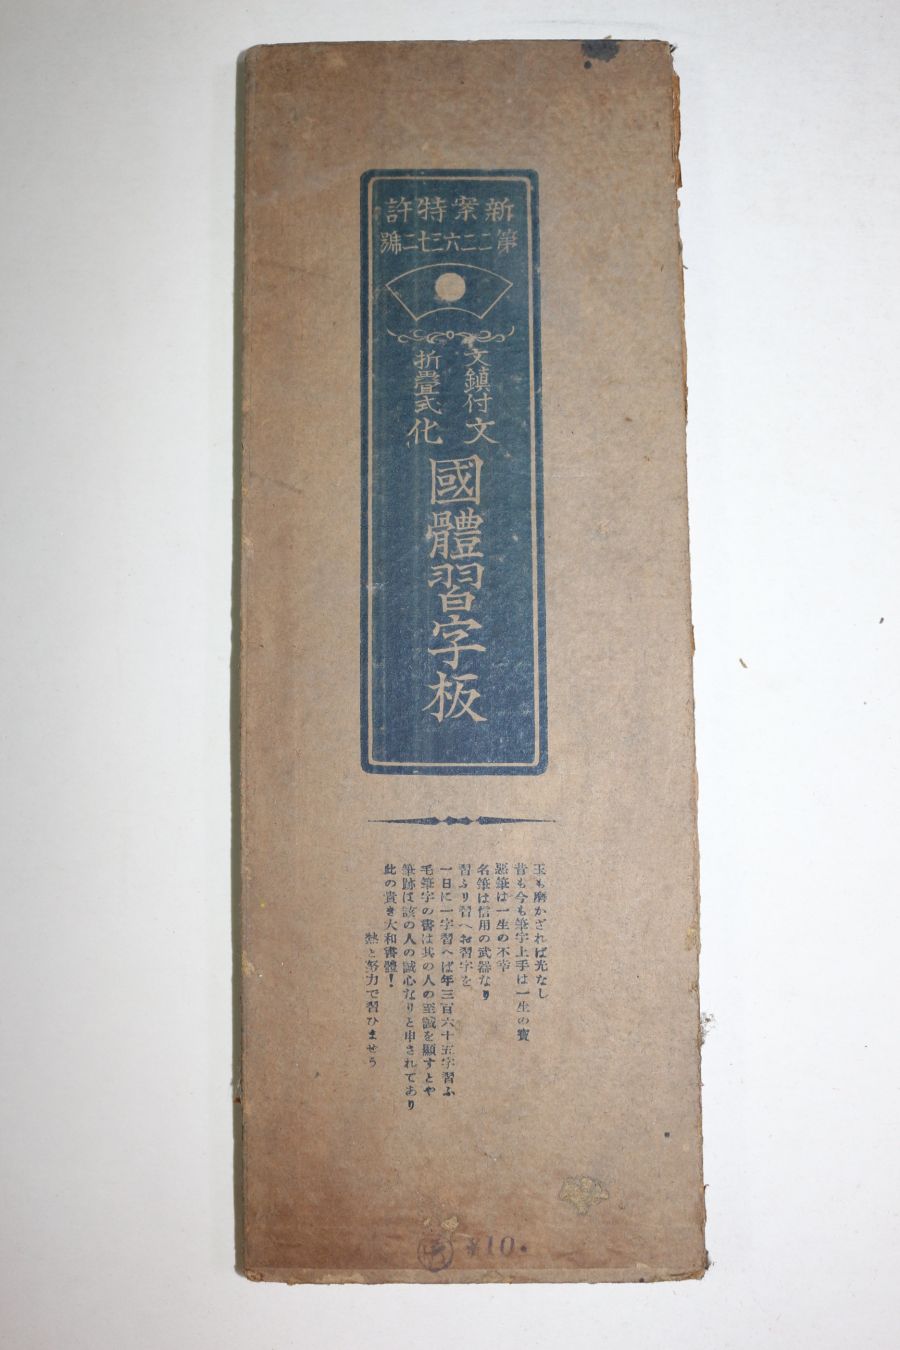 新案特許
第二二六三七二號
文鎮付
折疊式
文化
國體習字板
玉も磨かざれば光なし
昔も今も筆字上手は一生の寳
惡筆は一生の不幸
名筆は信用の武器なり
習ふり習へお習字を
一日に一字習へば年三百六十五字習ふ
毛筆字の書は其の人の至誠を顯すとや
筆跡は該の人の誠心なりと申されてあり
此の貴き大和書體！
熱と努力で習ひませう
¥10.